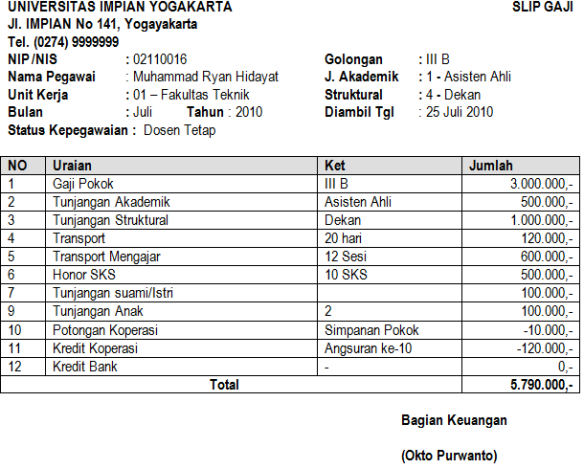 UNIVERSITAS IMPIAN YOGAKARTA SLIP GAJI
Jl. IMPIAN No 141, Yogayakarta
Tel. (0274) 9999999
NIP/NIS : 02110016 Golongan : III B
Nama Pegawai : Muhammad Ryan Hidayat J. Akademik : 1 - Asisten Ahli
Unit Kerja : 01 – Fakultas Teknik Struktural : 4 - Dekan
Bulan : Juli Tahun : 2010 Diambil Tgl : 25 Juli 2010
Status Kepegawaian : Dosen Tetap
NO Uraian Ket Jumlah
1 Gaji Pokok III B 3.000.000,-
2 Tunjangan Akademik Asisten Ahli 500.000,-
3 Tunjangan Struktural Dekan 1.000.000,-
4 Transport 20 hari 120.000,-
5 Transport Mengajar 12 Sesi 600.000,-
6 Honor SKS 10 SKS 500.000,-
7 Tunjangan suami/Istri 100.000,-
9 Tunjangan Anak 2 100.000,-
10 Potongan Koperasi Simpanan Pokok -10.000,-
11 Kredit Koperasi Angsuran ke-10 -120.000,-
12 Kredit Bank - 0,-
Total 5.790.000,-
Bagian Keuangan
(Okto Purwanto)